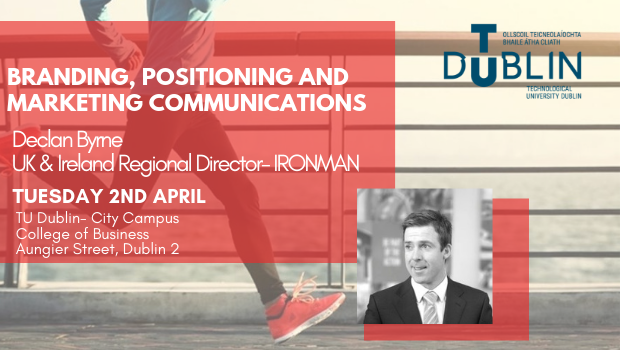 OLLSCOIL TEICNEOLAÍOCHTA
BHAILE ÁTHA CLIATH
TU DUBLIN
TECHNOLOGICAL
UNIVERSITY DUBLIN
BRANDING, POSITIONING AND
MARKETING COMMUNICATIONS
Declan Byrne
UK & Ireland Regional Director- IRONMAN
TUESDAY 2ND APRIL
TU Dublin- City Campus
College of Business
Aungier Street, Dublin 2